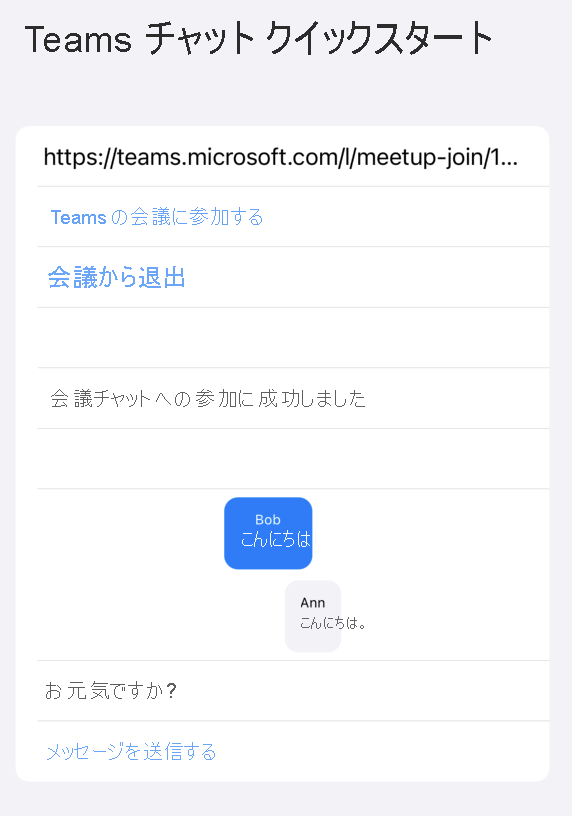 Teams チャット クイックスタート
https://teams.microsoft.com/l/meetup-join/1...
Teams の会議に参加する
会議から退出
会議チャットへの参加に成功しました
Bob
こんにちは
Ann
こんにちは。
お元気ですか?
メッセージを送信する